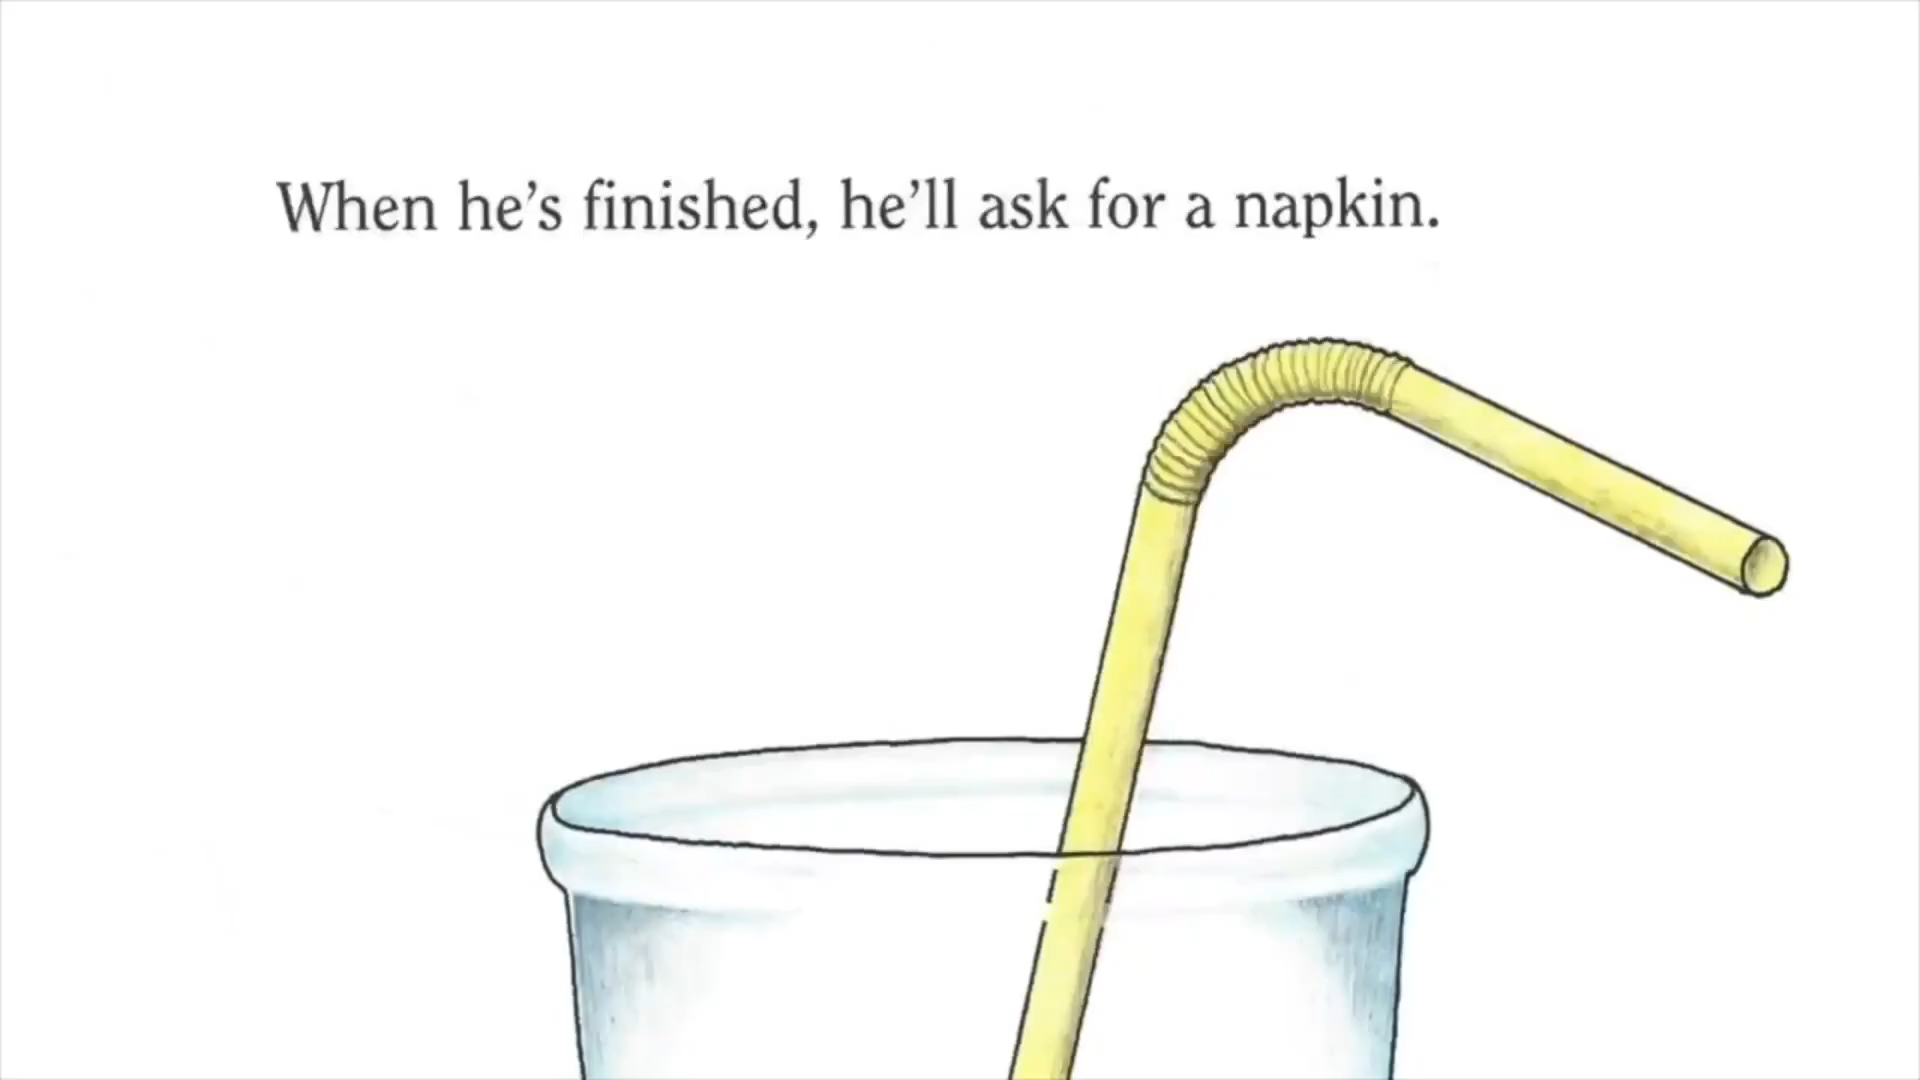 When he’s finished, he’ll ask for a napkin.